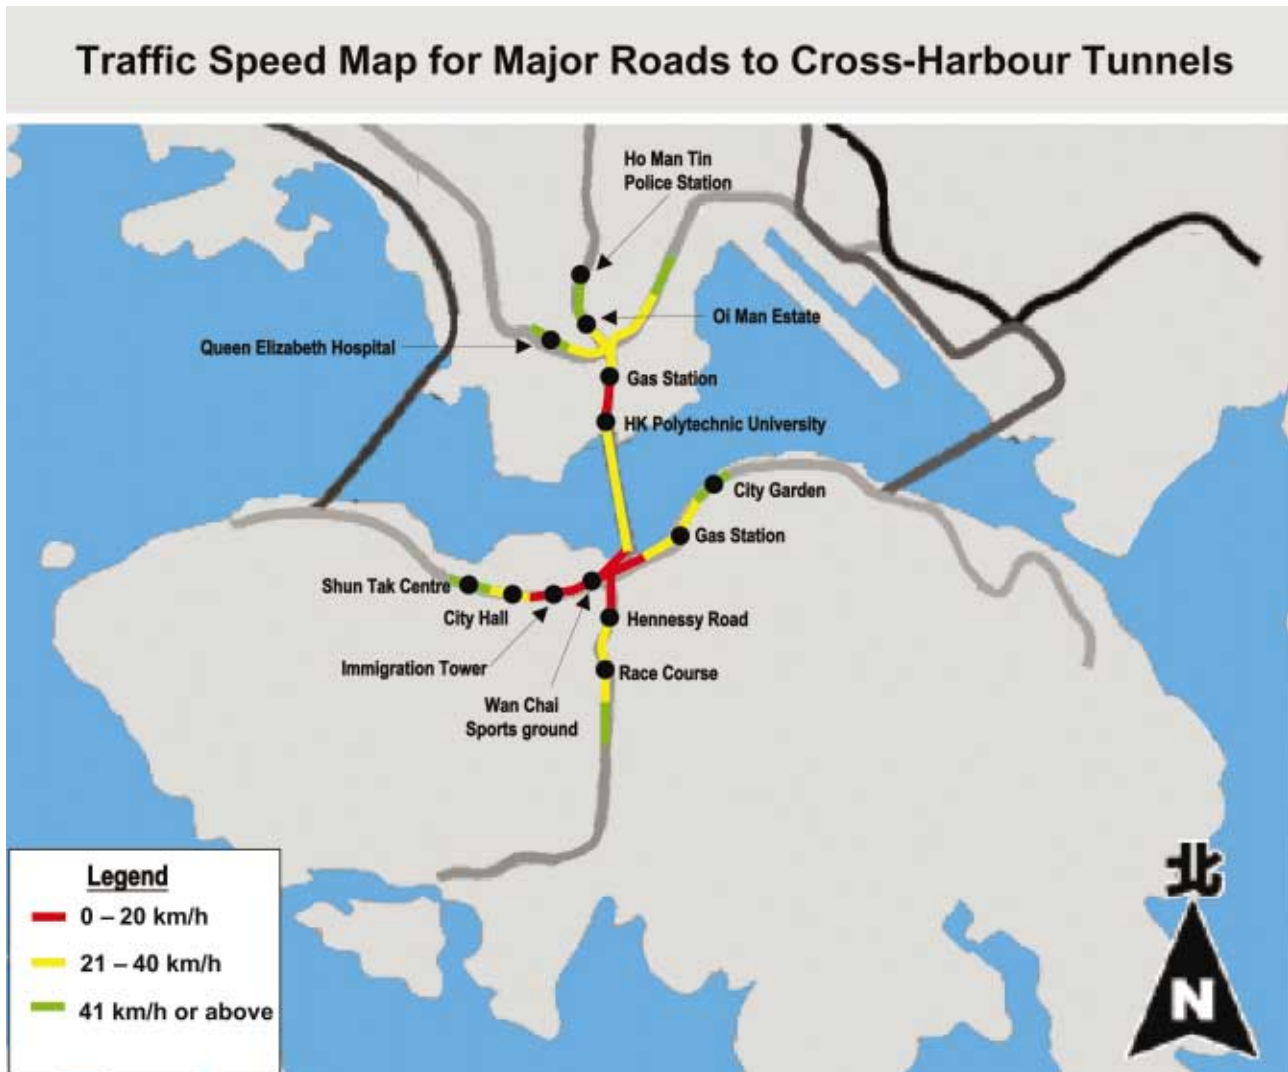 Traffic Speed Map for Major Roads to Cross-Harbour Tunnels
Ho Man Tin
Police Station
Oi Man Estate
Queen Elizabeth Hospital
Gas Station
HK Polytechnic University
City Garden
Gas Station
Shun Tak Centre
City Hall
Hennessy Road
Immigration Tower
Race Course
Wan Chai
Sports ground
Legend
0 – 20 km/h
21 – 40 km/h
41 km/h or above
北
N